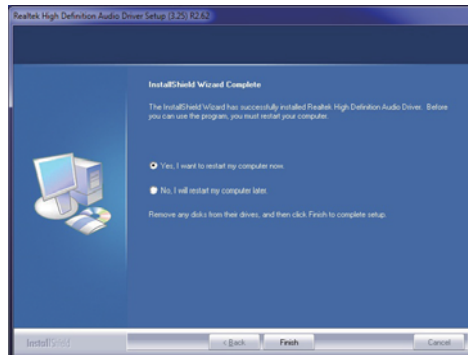 Realtek High Definition Audio Driver Setup (3.25) R2.62
InstallShield Wizard Complete
The InstallShield Wizard has successfully installed Realtek High Definition Audio Driver. Before
you can use the program, you must restart your computer.
Yes, I want to restart my computer now.
No, I will restart my computer later.
Remove any disks from their drives, and then click Finish to complete setup.
InstallShield
< Back
Finish
Cancel